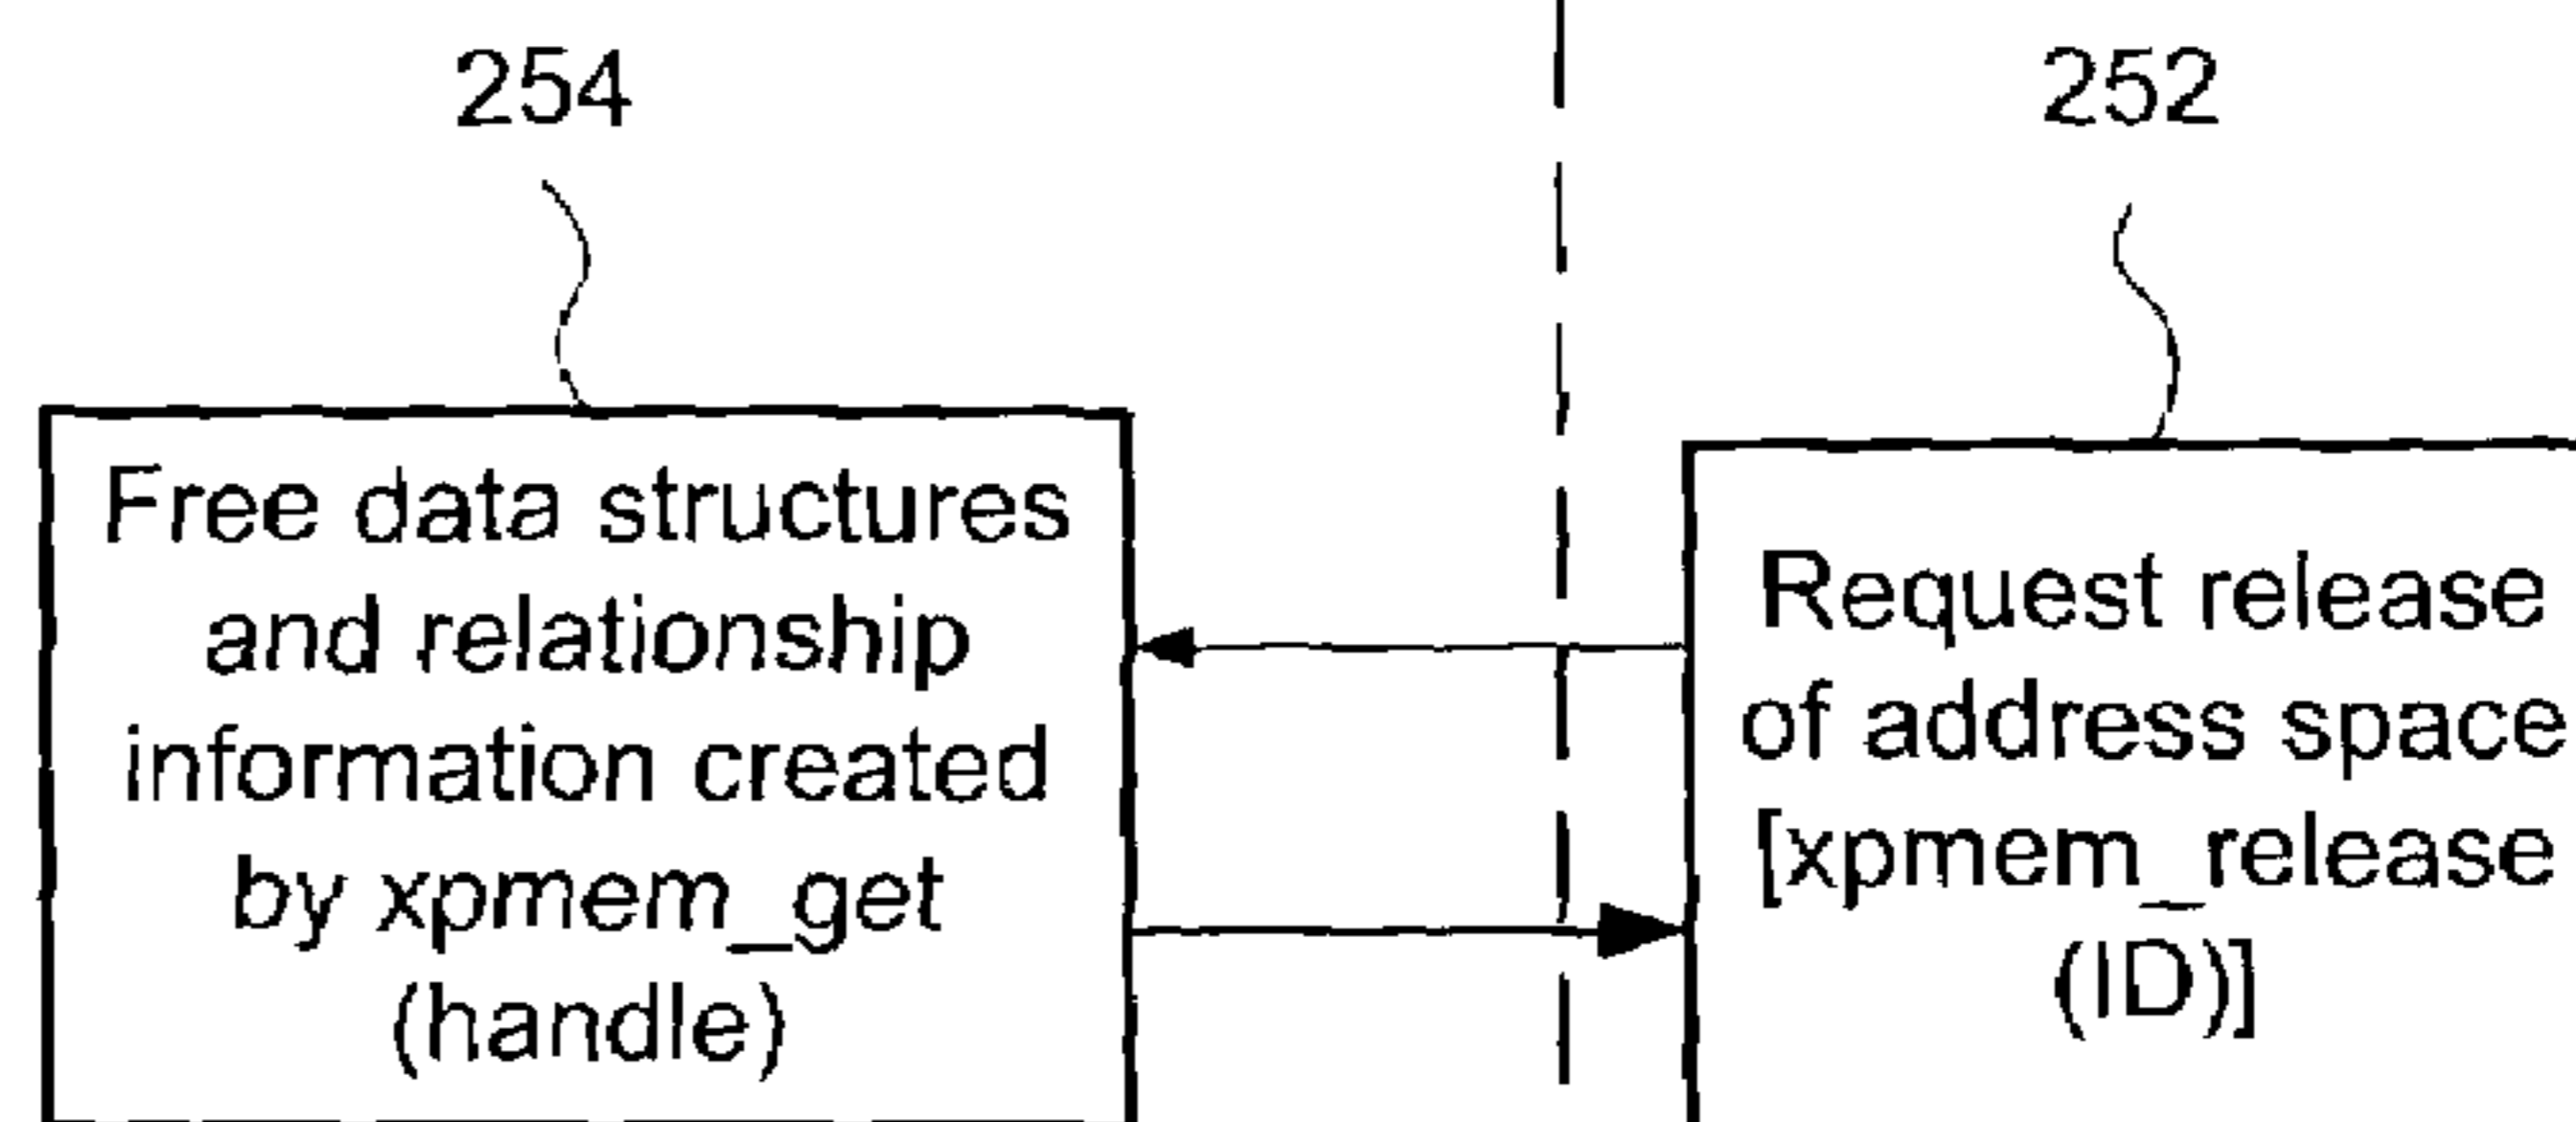 254
Free data structures
and relationship
information created
by xpmem_get
(handle)
252
Request release
of address space
[xpmem_release
(ID)]